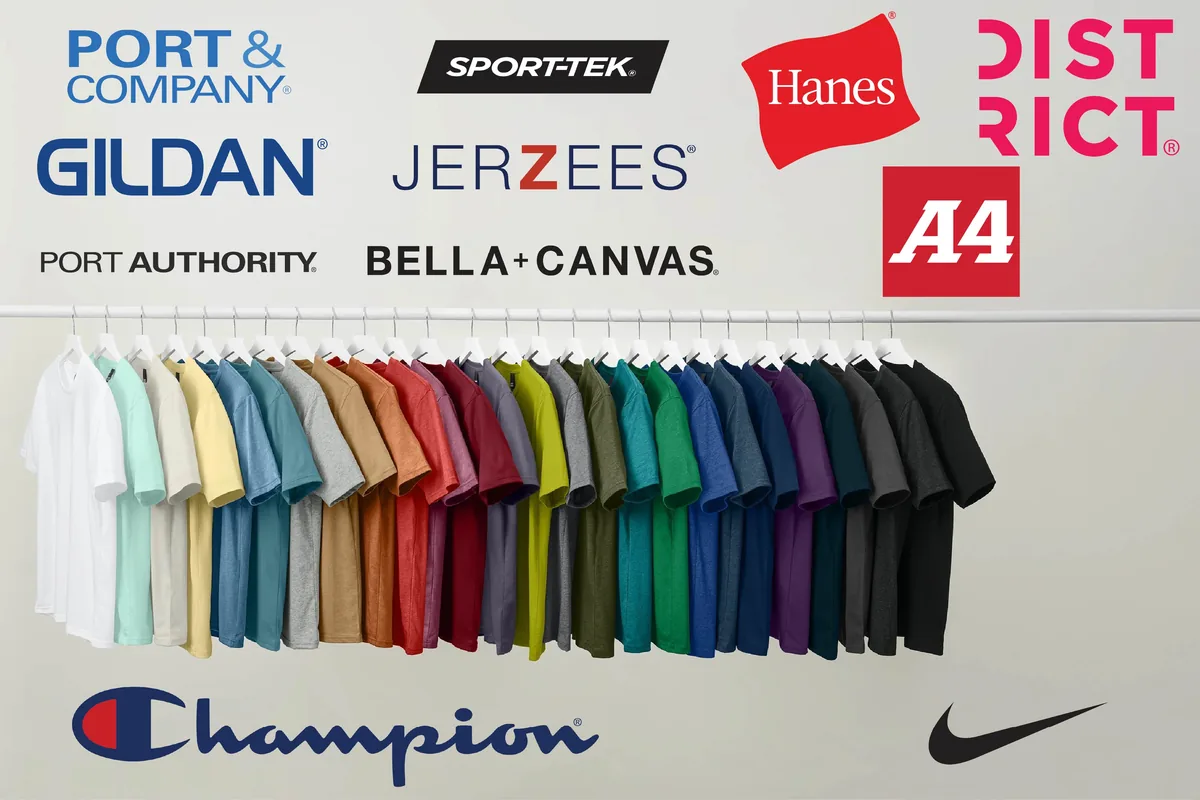 PORT &
COMPANY®
SPORT-TEK®
Hanes®
DIST
RICT®
GILDAN®
JERZEES®
A4
PORT AUTHORITY®
BELLA+CANVAS®
Champion®